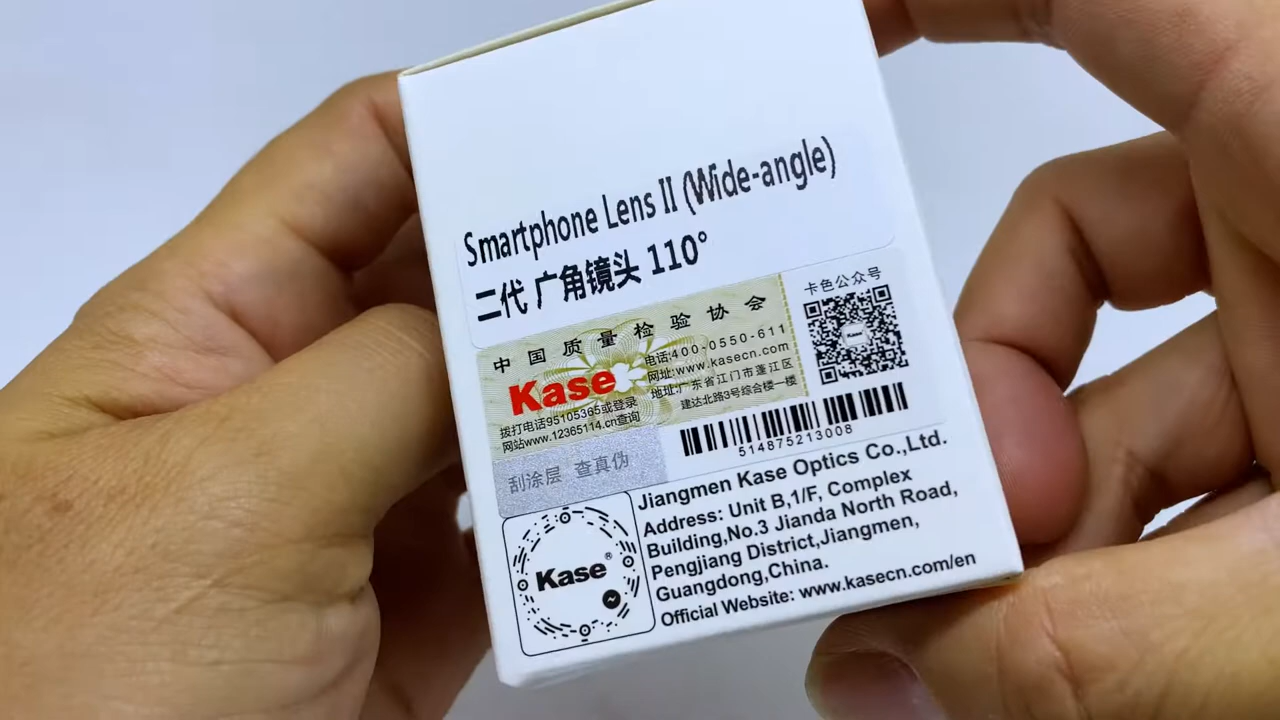 Smartphone Lens II (Wide-angle)
二代 广角镜头 110°
中国质量检验协会
Kase
电话:400-0550-611
网址:www.kasecn.com
地址:广东省江门市蓬江区
建达北路3号综合楼一楼
拨打电话95105365或登录
网站www.12365114.cn查询
刮涂层 查真伪
卡色公众号
Kase
514875213008
Jiangmen Kase Optics Co.,Ltd.
Address: Unit B,1/F, Complex
Building,No.3 Jianda North Road,
Pengjiang District,Jiangmen,
Guangdong,China.
Official Website: www.kasecn.com/en
Kase®